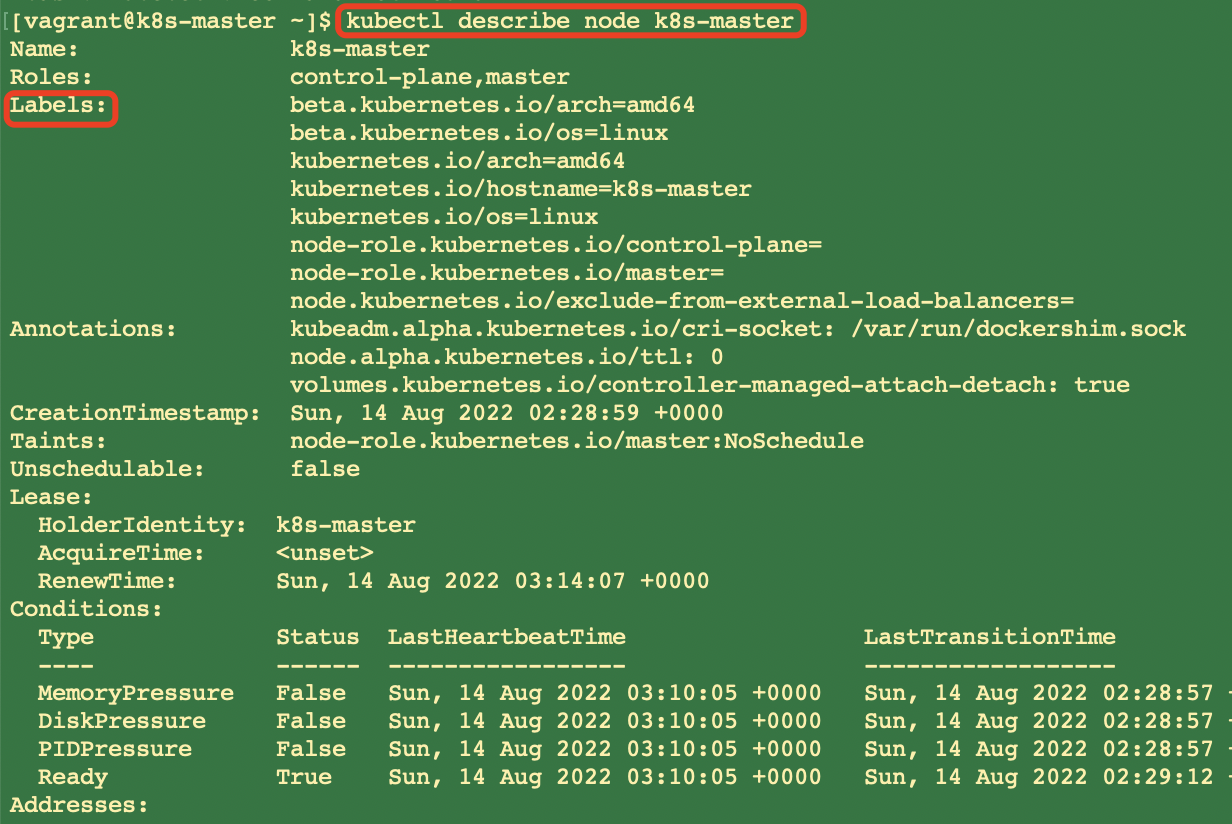 [[vagrant@k8s-master ~]$ kubectl describe node k8s-master
Name:               k8s-master
Roles:              control-plane,master
Labels:             beta.kubernetes.io/arch=amd64
                    beta.kubernetes.io/os=linux
                    kubernetes.io/arch=amd64
                    kubernetes.io/hostname=k8s-master
                    kubernetes.io/os=linux
                    node-role.kubernetes.io/control-plane=
                    node-role.kubernetes.io/master=
                    node.kubernetes.io/exclude-from-external-load-balancers=
Annotations:        kubeadm.alpha.kubernetes.io/cri-socket: /var/run/dockershim.sock
                    node.alpha.kubernetes.io/ttl: 0
                    volumes.kubernetes.io/controller-managed-attach-detach: true
CreationTimestamp:  Sun, 14 Aug 2022 02:28:59 +0000
Taints:             node-role.kubernetes.io/master:NoSchedule
Unschedulable:      false
Lease:
  HolderIdentity:  k8s-master
  AcquireTime:     <unset>
  RenewTime:       Sun, 14 Aug 2022 03:14:07 +0000
Conditions:
  Type             Status  LastHeartbeatTime                 LastTransitionTime
  ----             ------  -----------------                 ------------------
  MemoryPressure   False   Sun, 14 Aug 2022 03:10:05 +0000   Sun, 14 Aug 2022 02:28:57
  DiskPressure     False   Sun, 14 Aug 2022 03:10:05 +0000   Sun, 14 Aug 2022 02:28:57
  PIDPressure      False   Sun, 14 Aug 2022 03:10:05 +0000   Sun, 14 Aug 2022 02:28:57
  Ready            True    Sun, 14 Aug 2022 03:10:05 +0000   Sun, 14 Aug 2022 02:29:12
Addresses: